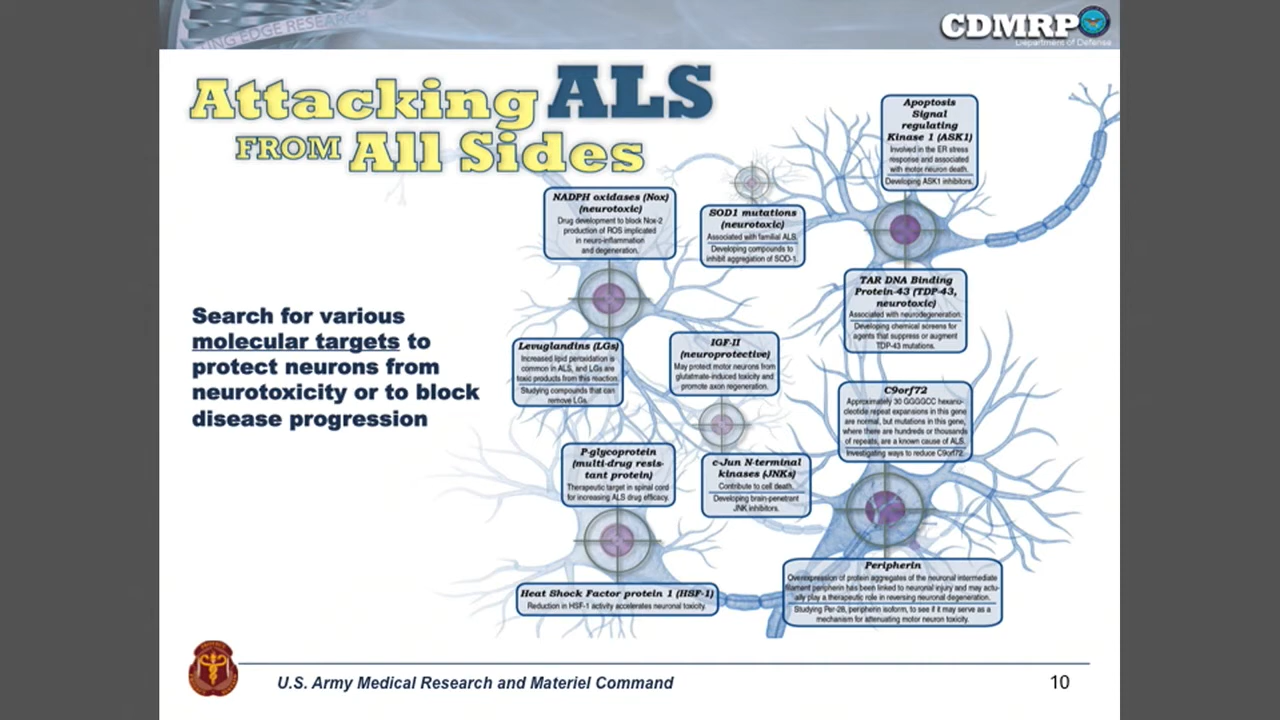 TING EDGE RESEARCH
CDMRP
Department of Defense
Attacking ALS
FROM All Sides
Search for various
molecular targets to
protect neurons from
neurotoxicity or to block
disease progression
NADPH oxidases (Nox)
(neurotoxic)
Drug development to block Nox-2
production of ROS implicated
in neuro-inflammation
and degeneration.
SOD1 mutations
(neurotoxic)
Associated with familial ALS.
Developing compounds to
inhibit aggregation of SOD-1.
Apoptosis
Signal
regulating
Kinase 1 (ASK1)
Involved in the ER stress
response and associated
with motor neuron death.
Developing ASK1 inhibitors.
TAR DNA Binding
Protein-43 (TDP-43,
neurotoxic)
Associated with neurodegeneration.
Developing chemical screens for
agents that suppress or augment
TDP-43 mutations.
Levuglandins (LGs)
Increased lipid peroxidation is
common in ALS, and LGs are
toxic products from this reaction.
Studying compounds that can
remove LGs.
IGF-II
(neuroprotective)
May protect motor neurons from
glutmate-induced toxicity and
promote axon regeneration.
C9orf72
Approximately 30 GGGGCC hexanu-
cleotide repeat expansions in this gene
are normal, but mutations in this gene,
where there are hundreds or thousands
of repeats, are a known cause of ALS.
Investigating ways to reduce C9orf72.
P-glycoprotein
(multi-drug resis-
tant protein)
Therapeutic target in spinal cord
for increasing ALS drug efficacy.
c-Jun N-terminal
kinases (JNKs)
Contribute to cell death.
Developing brain-penetrant
JNK inhibitors.
Heat Shock Factor protein 1 (HSF-1)
Reduction in HSF-1 activity accelerates neuronal toxicity.
Peripherin
Overexpression of protein aggregates of the neuronal intermediate
filament peripherin has been linked to neuronal injury and may actu-
ally play a therapeutic role in reversing neuronal degeneration.
Studying Per-28, peripherin isoform, to see if it may serve as a
mechanism for attenuating motor neuron toxicity.
U.S. Army Medical Research and Materiel Command
10